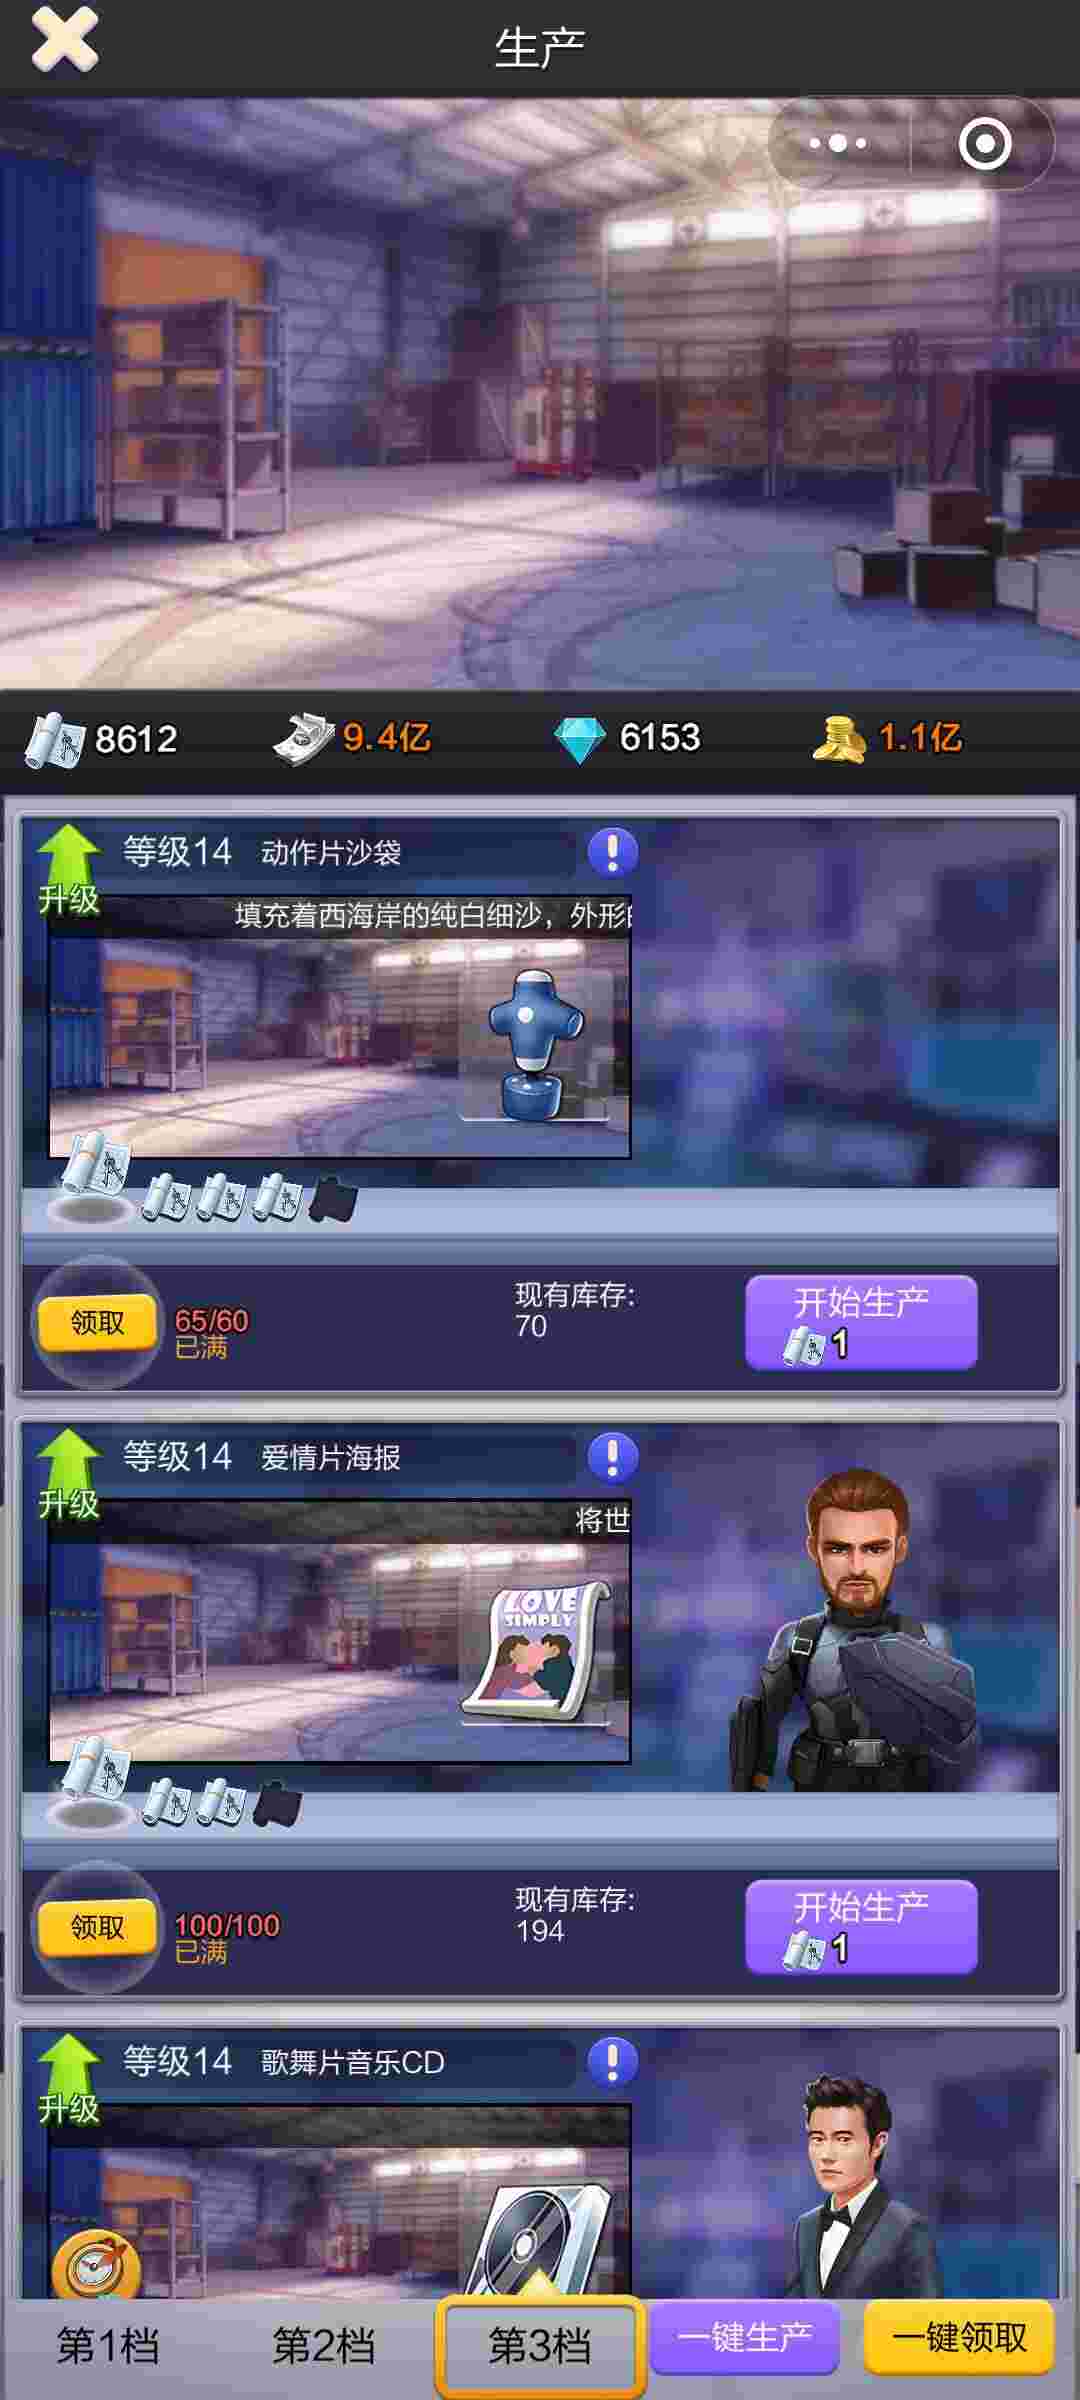 生产
8612
9.4亿
6153
1.1亿
等级14 动作片沙袋
升级
填充着西海岸的纯白细沙，外形
领取
65/60
已满
现有库存:
70
开始生产
1
等级14 爱情片海报
升级
将世
LOVE
SIMPLY
领取
100/100
已满
现有库存:
194
开始生产
1
等级14 歌舞片音乐CD
升级
第1档
第2档
第3档
一键生产
一键领取